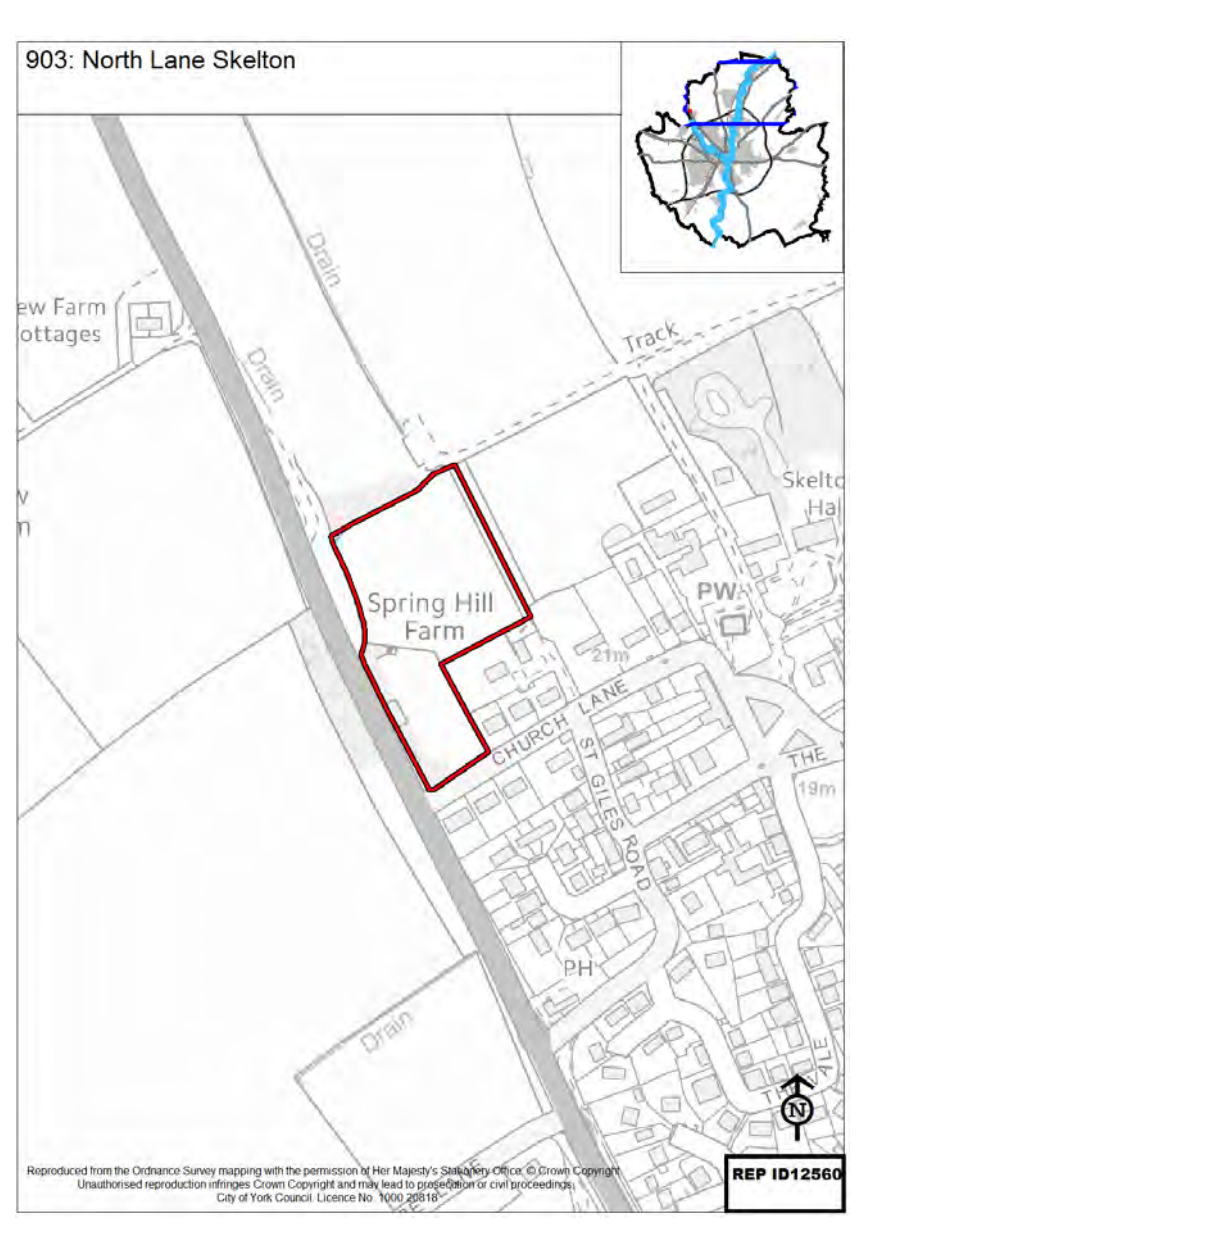 903: North Lane Skelton
Drain
ew Farm
ottages
Drain
Track
Skelto
Hal
Spring Hill
Farm
PW
21m
CHURCH LANE
ST GILES ROAD
THE
19m
PH
Drain
THE VALE
N
REP ID12560
Reproduced from the Ordnance Survey mapping with the permission of Her Majesty's Stationery Office. © Crown Copyright
Unauthorised reproduction infringes Crown Copyright and may lead to prosecution or civil proceedings
City of York Council. Licence No. 1000 20818